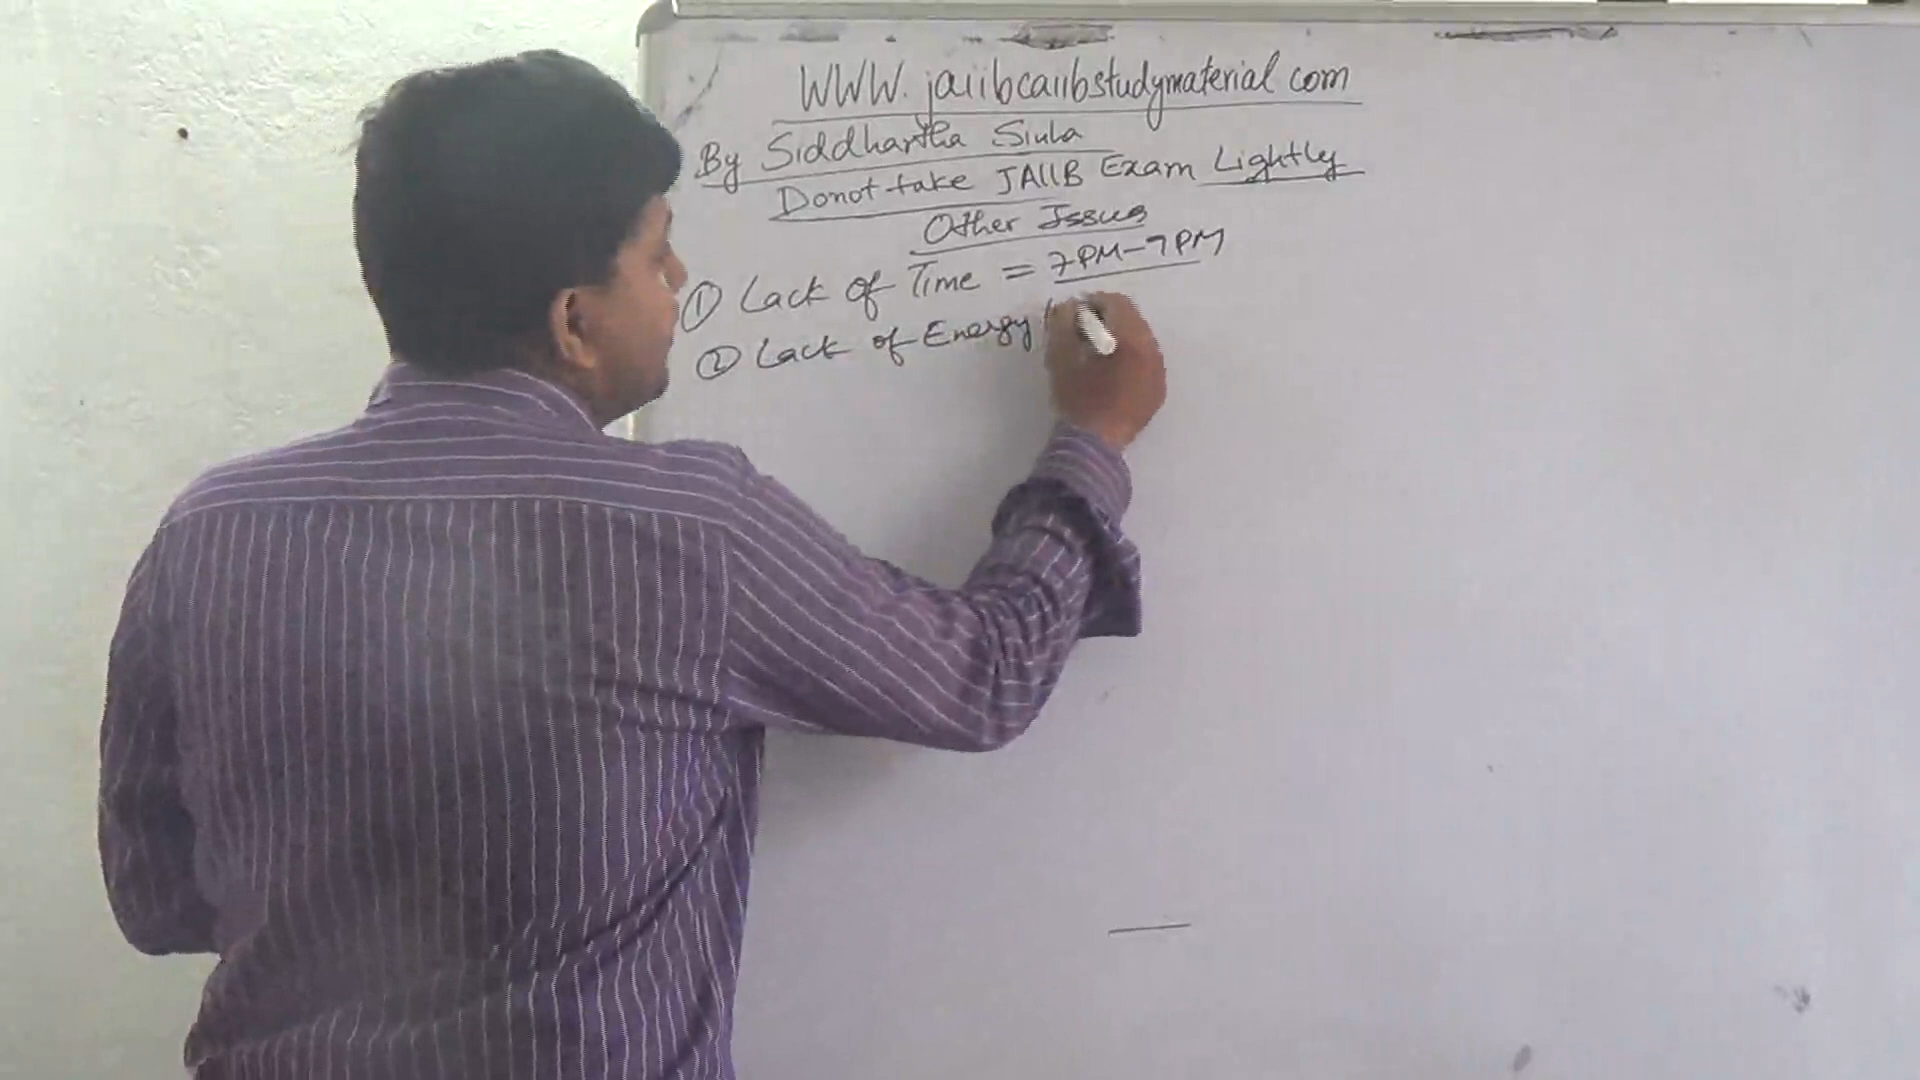 WWW.jaiibcaiibstudymaterial com
By Siddhartha Sinha
Donot take JAIIB Exam Lightly
Other Issues
① Lack of Time = 7PM-7PM
② Lack of Energy